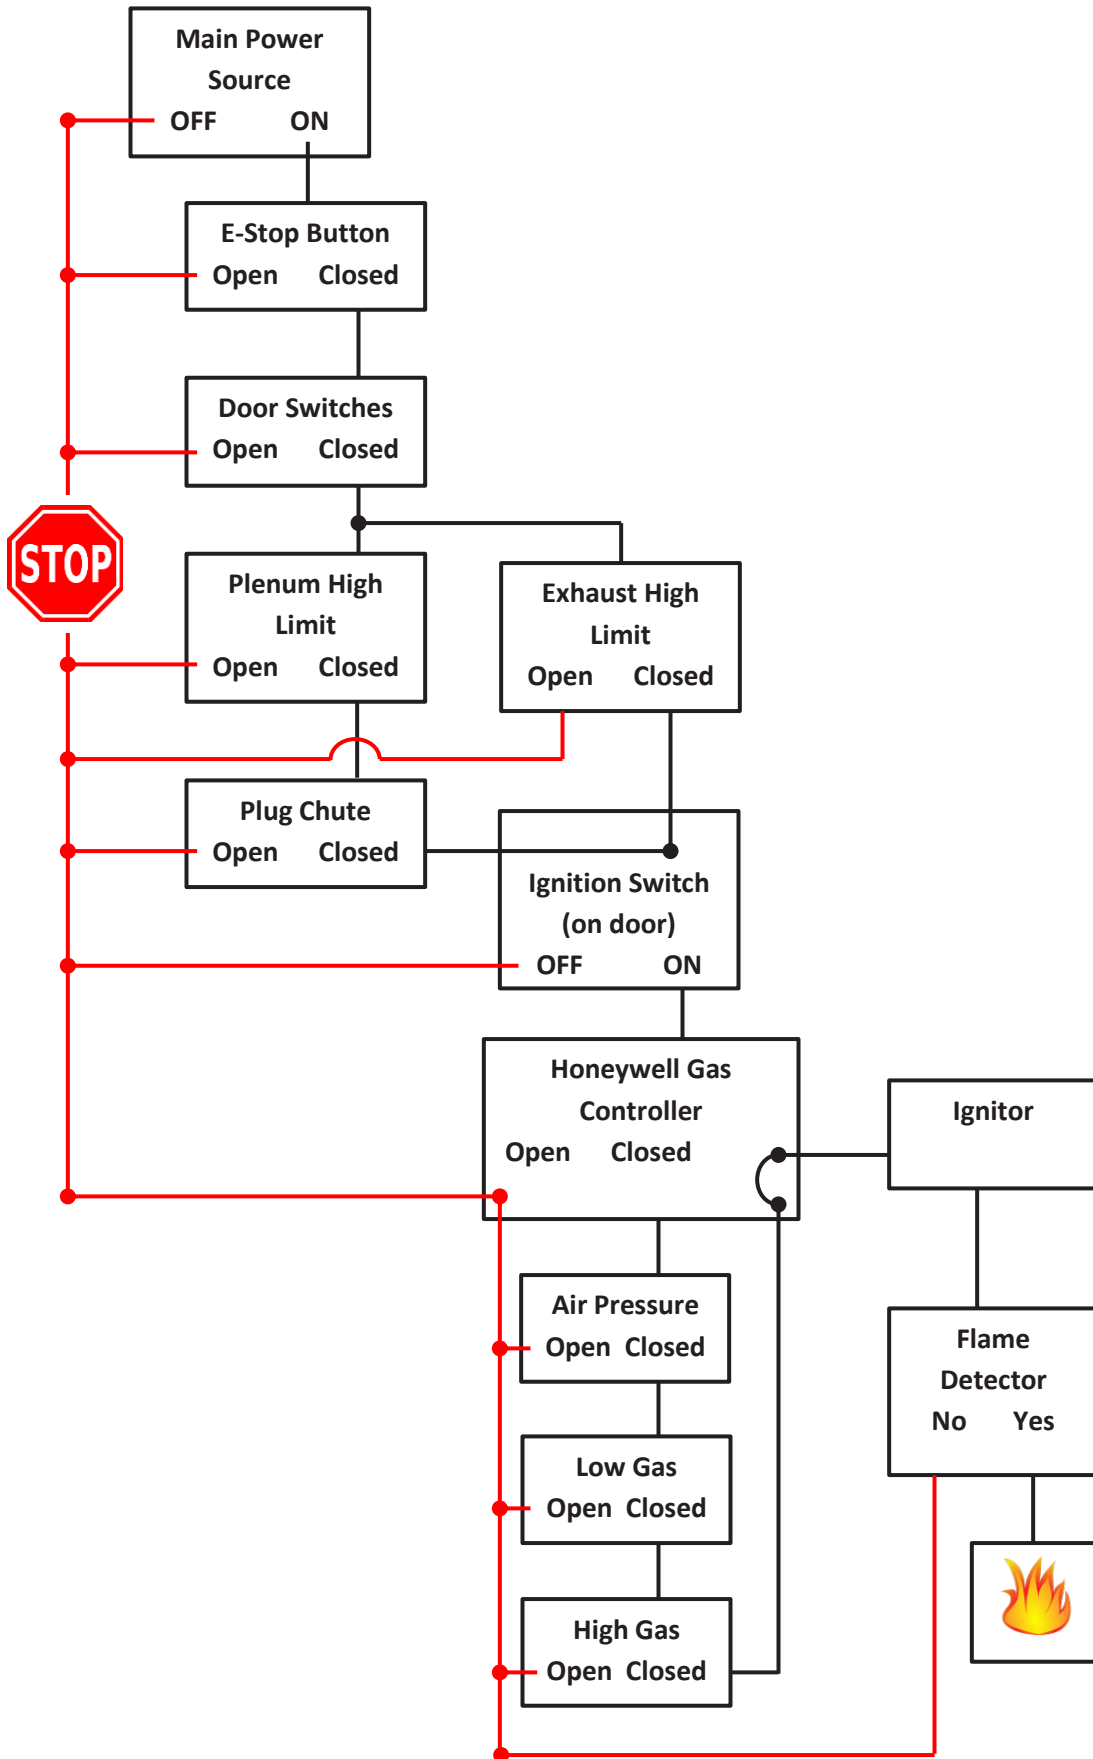 Main Power
Source
OFF ON
E-Stop Button
Open Closed
Door Switches
Open Closed
STOP
Plenum High
Limit
Open Closed
Exhaust High
Limit
Open Closed
Plug Chute
Open Closed
Ignition Switch
(on door)
OFF ON
Honeywell Gas
Controller
Open Closed
Ignitor
Air Pressure
Open Closed
Flame
Detector
No Yes
Low Gas
Open Closed
High Gas
Open Closed